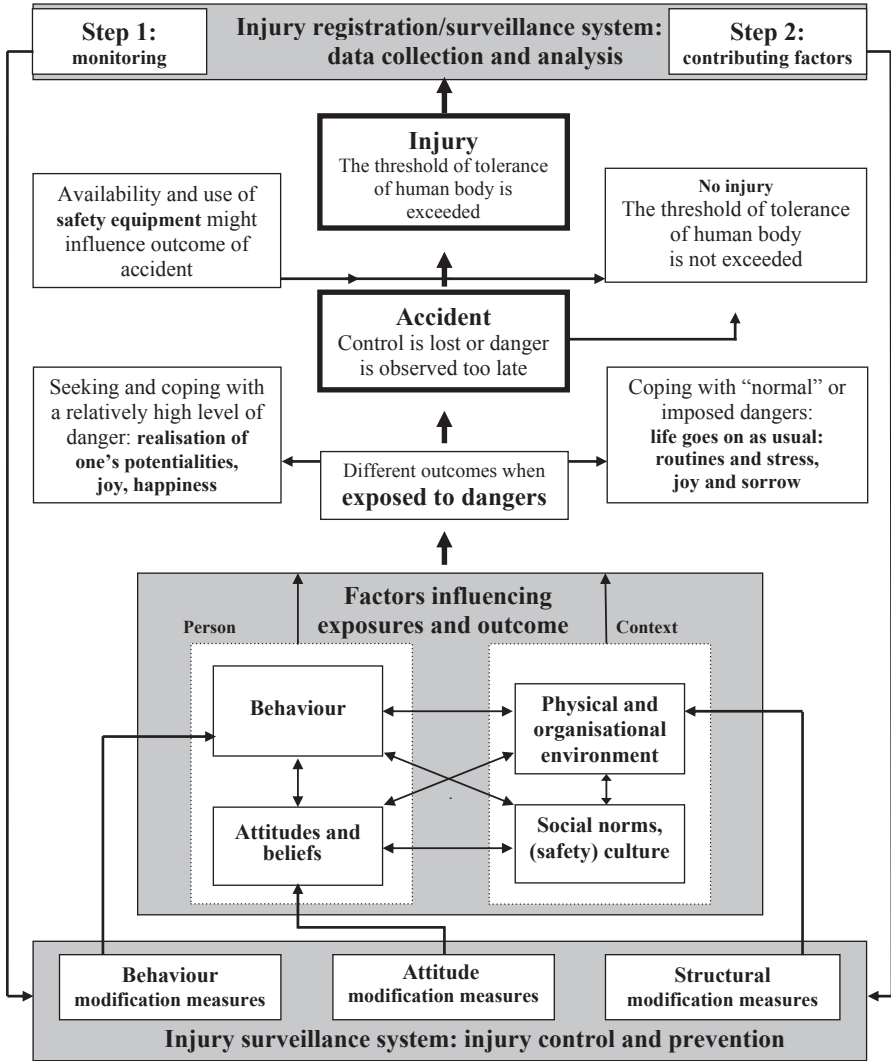 Step 1:
monitoring
Injury registration/surveillance system:
data collection and analysis
Step 2:
contributing factors
Injury
The threshold of tolerance
of human body is
exceeded
Availability and use of
safety equipment might
influence outcome of
accident
No injury
The threshold of tolerance
of human body
is not exceeded
Accident
Control is lost or danger
is observed too late
Seeking and coping with
a relatively high level of
danger: realisation of
one's potentialities,
joy, happiness
Different outcomes when
exposed to dangers
Coping with “normal” or
imposed dangers:
life goes on as usual:
routines and stress,
joy and sorrow
Factors influencing
exposures and outcome
Person
Context
Behaviour
Physical and
organisational
environment
Attitudes and
beliefs
Social norms,
(safety) culture
Behaviour
modification measures
Attitude
modification measures
Structural
modification measures
Injury surveillance system: injury control and prevention